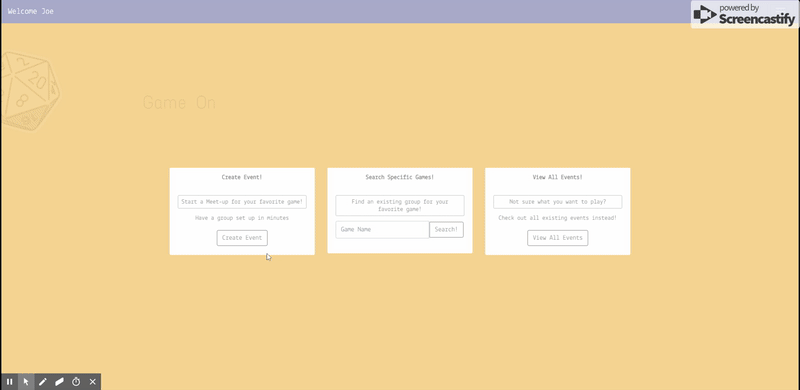 Welcome Joe
powered by
Screencastify
20
2
8
Game On
Create Event!
Start a Meet-up for your favorite game!
Have a group set up in minutes
Create Event
Search Specific Games!
Find an existing group for your
favorite game!
Game Name
Search!
View All Events!
Not sure what you want to play?
Check out all existing events instead!
View All Events